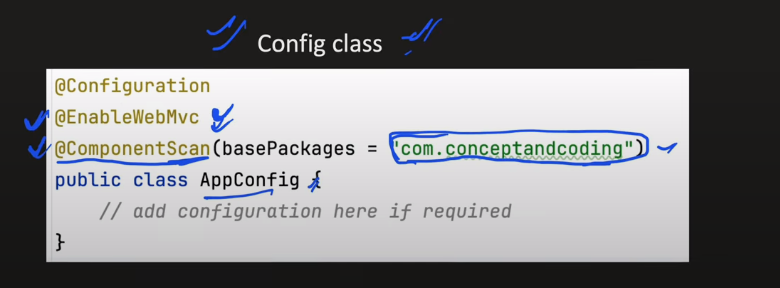 Config class
@Configuration
@EnableWebMvc
@ComponentScan(basePackages = "com.conceptandcoding")
public class AppConfig {
// add configuration here if required
}